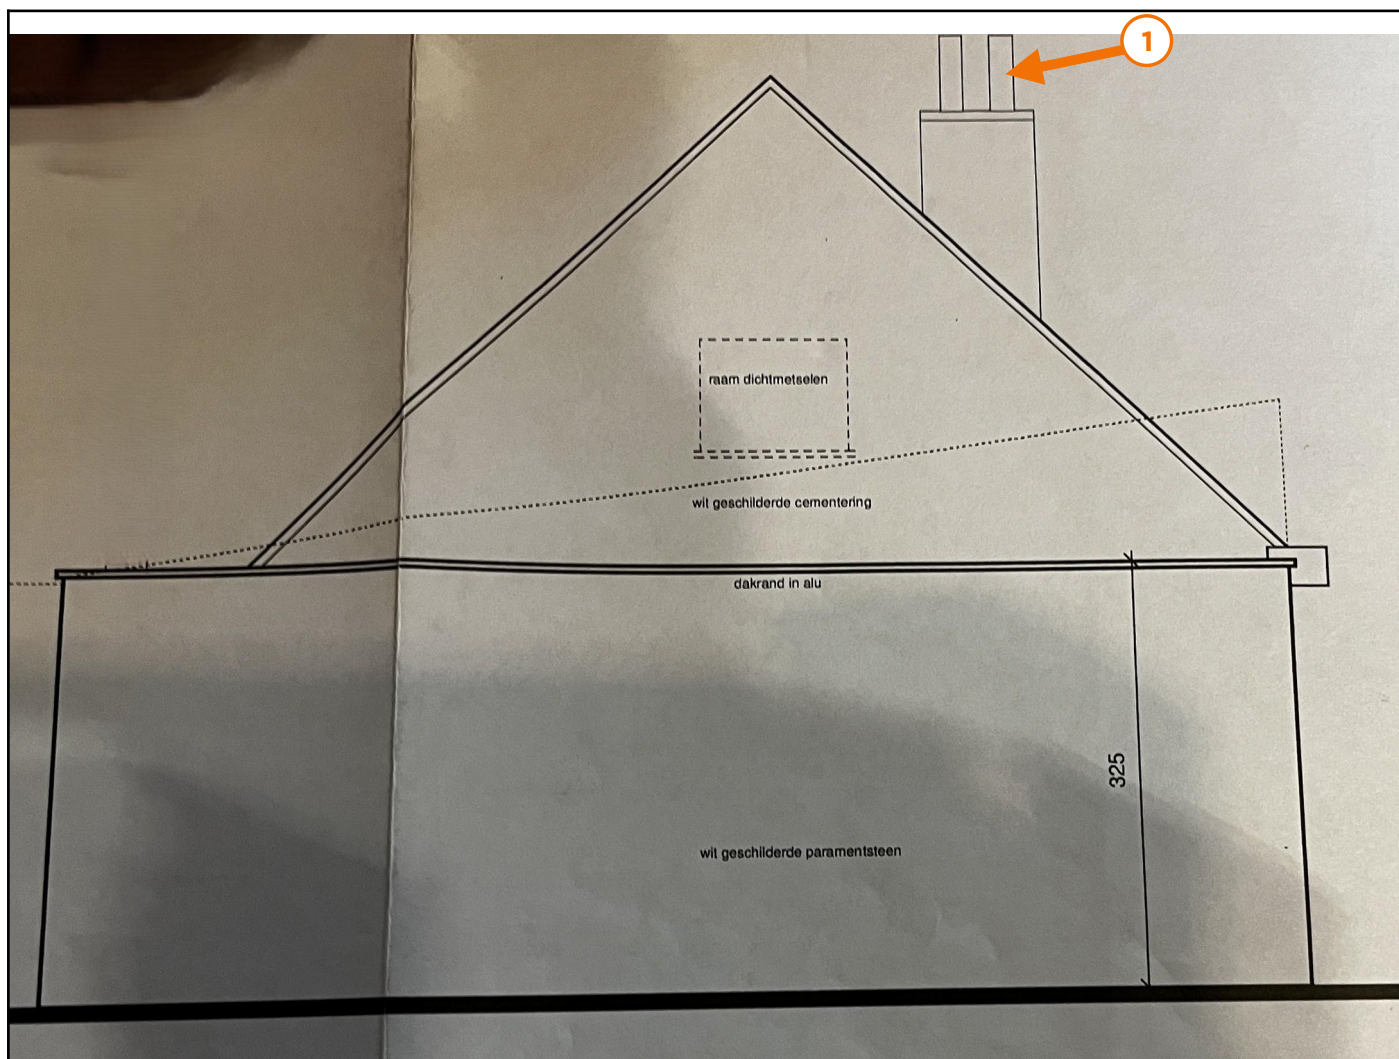 1
raam dichtmetselen
wit geschilderde cementering
dakrand in alu
325
wit geschilderde paramentsteen